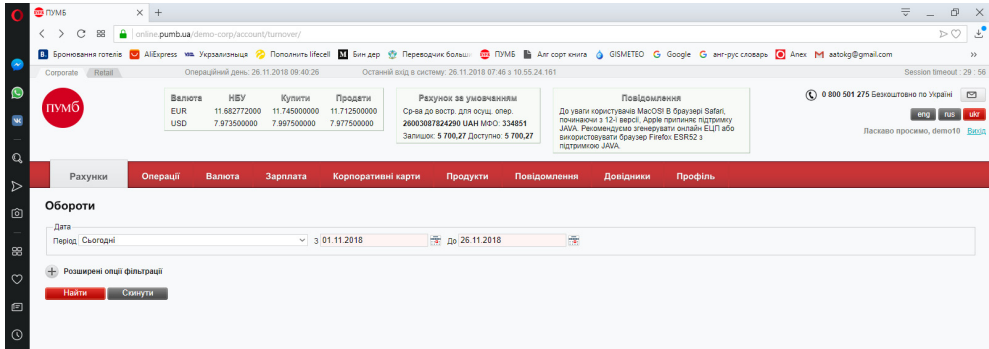 ПУМБ
online.pumb.ua/demo-corp/account/turnover/
Бронювання готелів AliExpress Укрзализныця Пополнить lifecell Бин дер Переводчик больш ПУМБ Алг сорт книга GISMETEO Google анг-рус словарь Anex aatokg@gmail.com
Corporate Retail Операційний день: 26.11.2018 09:40:26 Останній вхід в систему: 26.11.2018 07:46 з 10.55.24.161 Session timeout : 29 : 56
пумб
Валюта НБУ Купити Продати
EUR 11.682772000 11.745000000 11.712500000
USD 7.973500000 7.997500000 7.977500000
Рахунок за умовчанням
Ср-ва до востр. для осущ. опер.
26003087824290 UAH МФО: 334851
Залишок: 5 700,27 Доступно: 5 700,27
Повідомлення
До уваги користувачів MacOS! В браузері Safari,
починаючи з 12-ї версії, Apple припиняє підтримку
JAVA. Рекомендуємо згенерувати онлайн ЕЦП або
використовувати браузер Firefox ESR52 з
підтримкою JAVA.
0 800 501 275 Безкоштовно по Україні
eng rus ukr
Ласкаво просимо, demo10 Вихід
Рахунки Операції Валюта Зарплата Корпоративні карти Продукти Повідомлення Довідники Профіль
Обороти
Дата
Період Сьогодні З 01.11.2018 До 26.11.2018
Розширені опції фільтрації
Найти Скинути